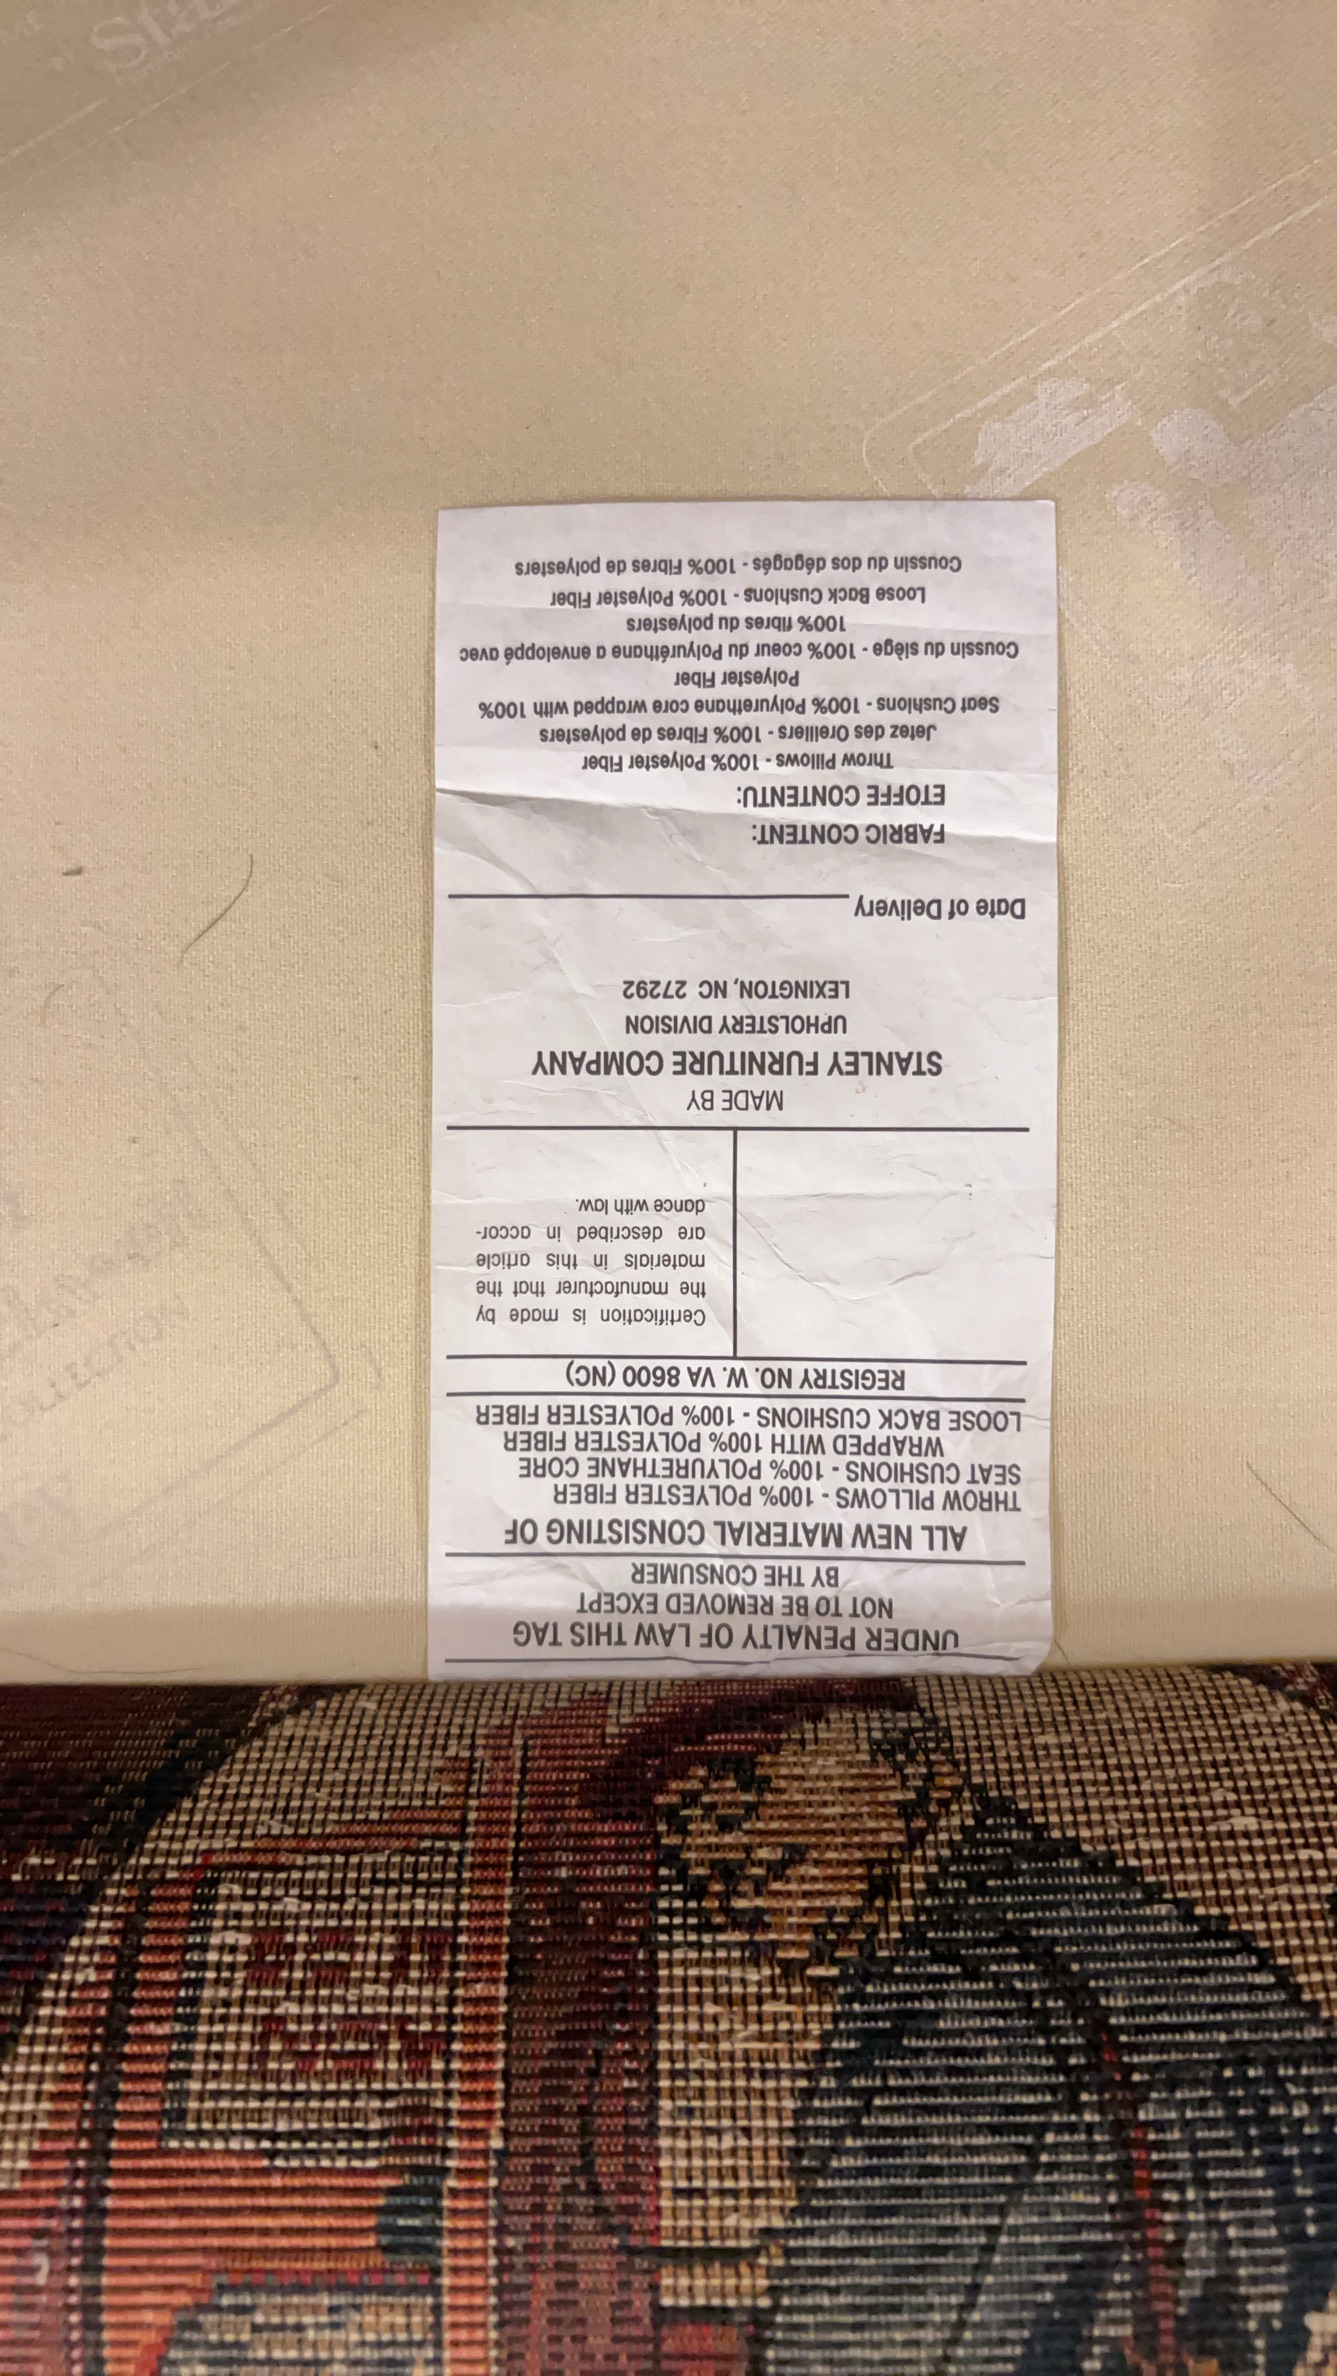 UNDER PENALTY OF LAW THIS TAG
NOT TO BE REMOVED EXCEPT
BY THE CONSUMER
ALL NEW MATERIAL CONSISTING OF
THROW PILLOWS - 100% POLYESTER FIBER
SEAT CUSHIONS - 100% POLYURETHANE CORE
WRAPPED WITH 100% POLYESTER FIBER
LOOSE BACK CUSHIONS - 100% POLYESTER FIBER
REGISTRY NO. W. VA 8600 (NC)
Certification is made by
the manufacturer that the
materials in this article
are described in accor-
dance with law.
MADE BY
STANLEY FURNITURE COMPANY
UPHOLSTERY DIVISION
LEXINGTON, NC 27292
Date of Delivery
FABRIC CONTENT:
ETOFFE CONTENTU:
Throw Pillows - 100% Polyester Fiber
Jetez des Oreillers - 100% Fibres de polyesters
Seat Cushions - 100% Polyurethane core wrapped with 100%
Polyester Fiber
Coussin du siège - 100% coeur du Polyuréthane a enveloppé avec
100% fibres du polyesters
Loose Back Cushions - 100% Polyester Fiber
Coussin du dos dégagés - 100% Fibres de polyesters